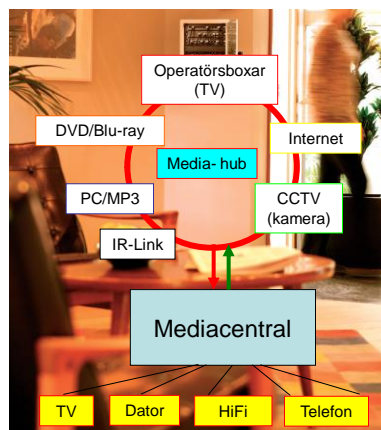 Operatörsboxar
(TV)
DVD/Blu-ray
Internet
Media- hub
PC/MP3
CCTV
(kamera)
IR-Link
Mediacentral
TV
Dator
HiFi
Telefon